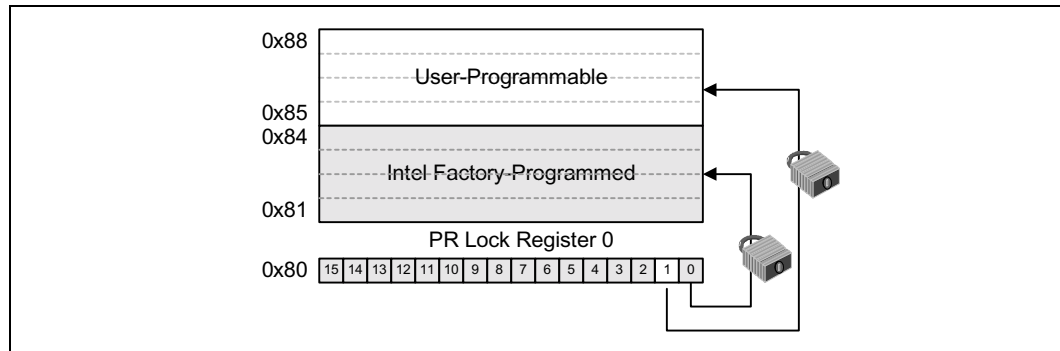 0x88
User-Programmable
0x85
0x84
Intel Factory-Programmed
0x81
PR Lock Register 0
0x80 15 14 13 12 11 10 9 8 7 6 5 4 3 2 1 0